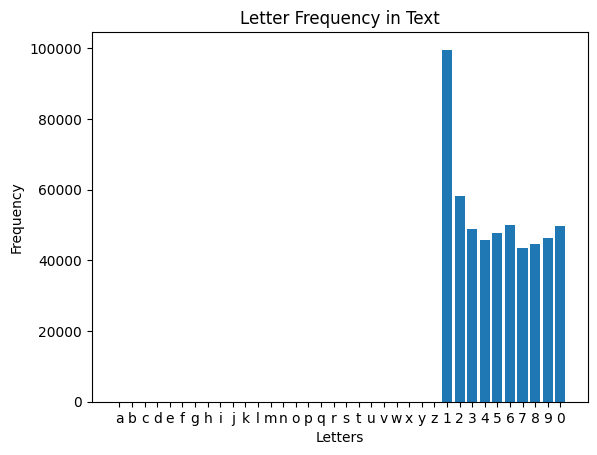 Letter Frequency in Text
Frequency
100000
80000
60000
40000
20000
0
a b c d e f g h i j k l m n o p q r s t u v w x y z 1 2 3 4 5 6 7 8 9 0
Letters